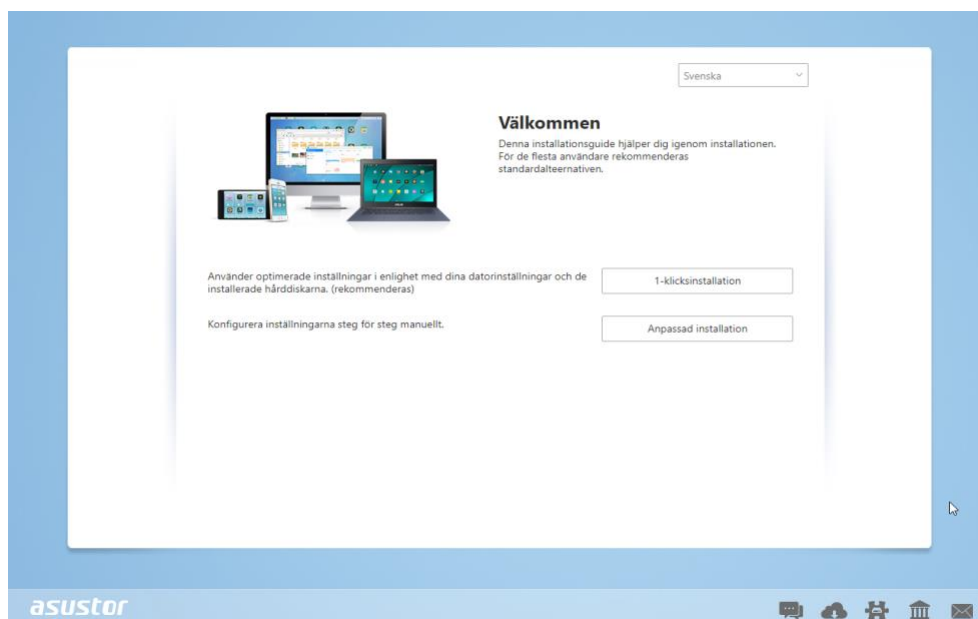 Svenska
Välkommen
Denna installationsguide hjälper dig igenom installationen.
För de flesta användare rekommenderas
standardalteernativen.
Använder optimerade inställningar i enlighet med dina datorinställningar och de
installerade hårddiskarna. (rekommenderas)
1-klicksinstallation
Konfigurera inställningarna steg för steg manuellt.
Anpassad installation
asustor